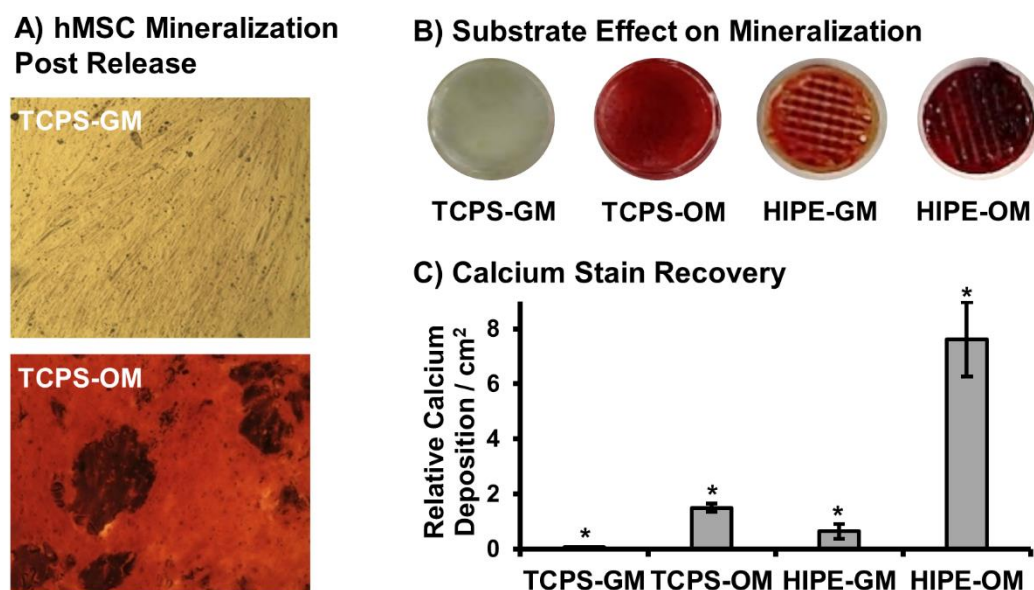 A) hMSC Mineralization
Post Release
TCPS-GM
TCPS-OM
B) Substrate Effect on Mineralization
TCPS-GM TCPS-OM HIPE-GM HIPE-OM
C) Calcium Stain Recovery
Relative Calcium
Deposition / cm²
8
6
4
2
0
* * * *
TCPS-GM TCPS-OM HIPE-GM HIPE-OM